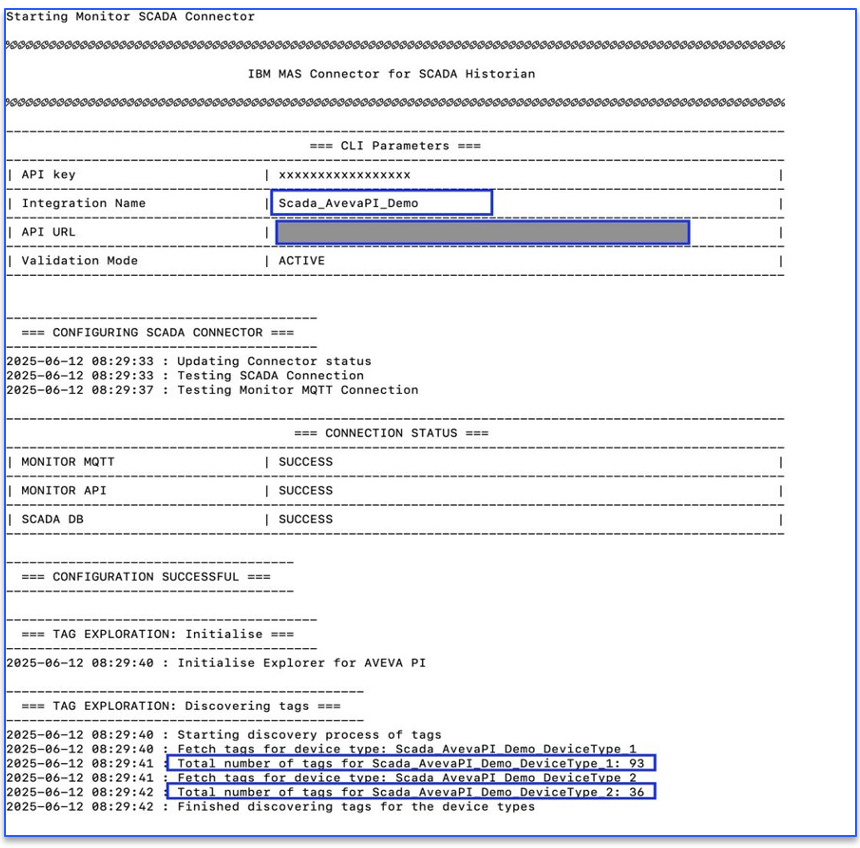 Starting Monitor SCADA Connector
%%%%%%%%%%%%%%%%%%%%%%%%%%%%%%%%%%%%%%%%%%%%%%%%%%%%%%%%%%%%%%%%%%%%%%%%%%%%%%%%%%%%%%%%%%%%%%%%%%%%%%
IBM MAS Connector for SCADA Historian
%%%%%%%%%%%%%%%%%%%%%%%%%%%%%%%%%%%%%%%%%%%%%%%%%%%%%%%%%%%%%%%%%%%%%%%%%%%%%%%%%%%%%%%%%%%%%%%%%%%%%%
----------------------------------------------------------------------------------------------------
=== CLI Parameters ===
----------------------------------------------------------------------------------------------------
| API key | xxxxxxxxxxxxxxxxx |
----------------------------------------------------------------------------------------------------
| Integration Name | Scada_AvevaPI_Demo |
----------------------------------------------------------------------------------------------------
| API URL | |
----------------------------------------------------------------------------------------------------
| Validation Mode | ACTIVE |
----------------------------------------------------------------------------------------------------
----------------------------------------
=== CONFIGURING SCADA CONNECTOR ===
----------------------------------------
2025-06-12 08:29:33 : Updating Connector status
2025-06-12 08:29:33 : Testing SCADA Connection
2025-06-12 08:29:37 : Testing Monitor MQTT Connection
----------------------------------------------------------------------------------------------------
=== CONNECTION STATUS ===
----------------------------------------------------------------------------------------------------
| MONITOR MQTT | SUCCESS |
----------------------------------------------------------------------------------------------------
| MONITOR API | SUCCESS |
----------------------------------------------------------------------------------------------------
| SCADA DB | SUCCESS |
----------------------------------------------------------------------------------------------------
-------------------------------------
=== CONFIGURATION SUCCESSFUL ===
-------------------------------------
----------------------------------------
=== TAG EXPLORATION: Initialise ===
----------------------------------------
2025-06-12 08:29:40 : Initialise Explorer for AVEVA PI
----------------------------------------------
=== TAG EXPLORATION: Discovering tags ===
----------------------------------------------
2025-06-12 08:29:40 : Starting discovery process of tags
2025-06-12 08:29:40 : Fetch tags for device type: Scada_AvevaPI_Demo_DeviceType_1
2025-06-12 08:29:41 : Total number of tags for Scada_AvevaPI_Demo_DeviceType_1: 93
2025-06-12 08:29:41 : Fetch tags for device type: Scada_AvevaPI_Demo_DeviceType_2
2025-06-12 08:29:42 : Total number of tags for Scada_AvevaPI_Demo_DeviceType_2: 36
2025-06-12 08:29:42 : Finished discovering tags for the device types